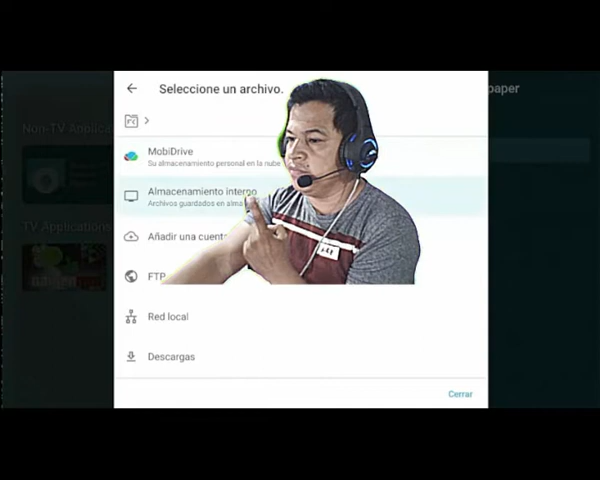 Seleccione un archivo.
paper
Non-TV Applica
MobiDrive
Su almacenamiento personal en la nube
Almacenamiento interno
Archivos guardados en alma
TV Applications
Añadir una cuenta
FTP
Red local
Descargas
Cerrar